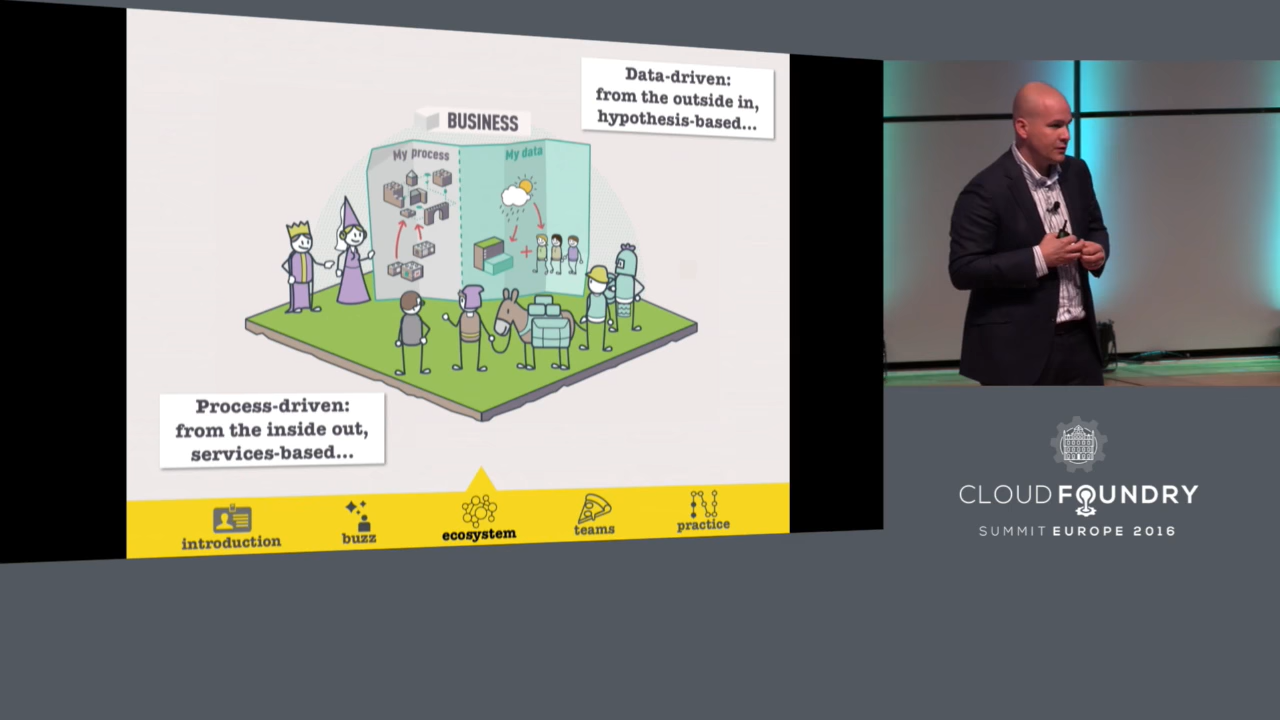 Data-driven:
from the outside in,
hypothesis-based...
BUSINESS
My process
My data
Process-driven:
from the inside out,
services-based...
introduction
buzz
ecosystem
teams
practice
CLOUD FOUNDRY
SUMMIT EUROPE 2016